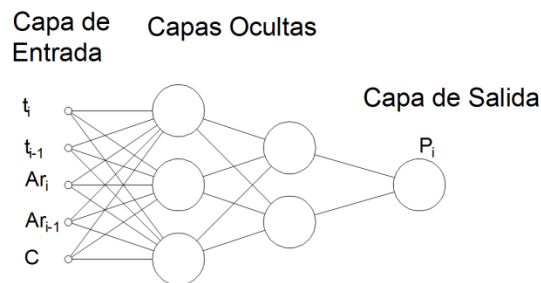 Capa de
Entrada
Capas Ocultas
Capa de Salida
tᵢ
tᵢ₋₁
Arᵢ
Arᵢ₋₁
C
Pᵢ